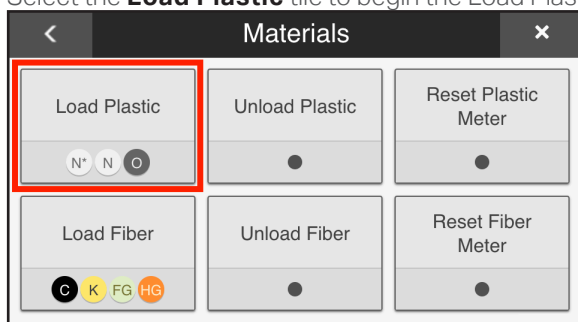 Select the Load Plastic tile to begin the Load Plas
Materials
×
Load Plastic
Unload Plastic
Reset Plastic
Meter
N* N O
Load Fiber
Unload Fiber
Reset Fiber
Meter
C K FG HG